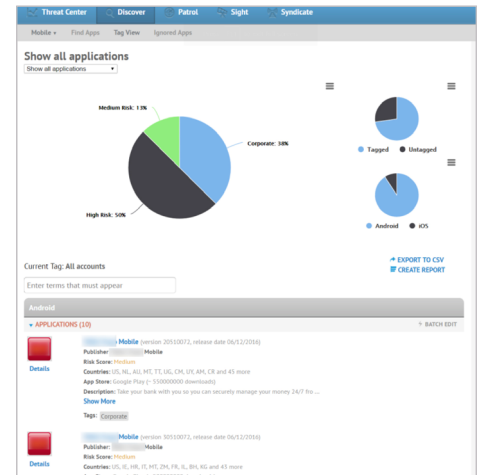 Threat Center Discover Patrol Sight Syndicate
Mobile Find Apps Tag View Ignored Apps
Show all applications
Show all applications
Medium Risk: 13%
Corporate: 38%
High Risk: 50%
Tagged Untagged
Android iOS
Current Tag: All accounts
EXPORT TO CSV
CREATE REPORT
Enter terms that must appear
Android
APPLICATIONS (10) BATCH EDIT
Mobile (version 20510072, release date 06/12/2016)
Publisher: Mobile
Risk Score: Medium
Details
Countries: US, NL, ALL MT, TT, UG, CM, UY, AM, CR and 45 more
App Store: Google Play (~ 550000000 downloads)
Description: Take your bank with you so you can securely manage your money 24/7 fro ...
Show More
Tags: Corporate
Mobile (version 50510072, release date 06/12/2016)
Publisher: Mobile
Risk Score: Medium
Details
Countries: US, IE, HR, IT, MT, ZM, FR, IL, BH, KG and 45 more